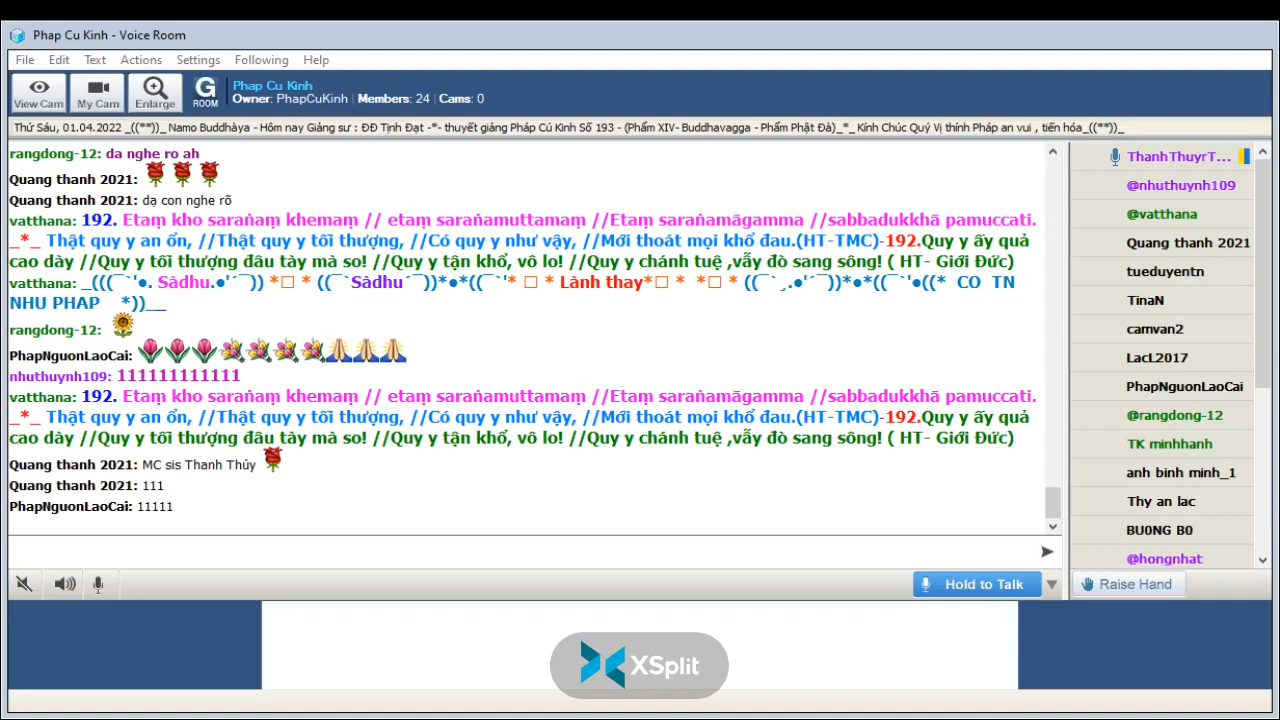 Phap Cu Kinh - Voice Room
File Edit Text Actions Settings Following Help
View Cam My Cam Enlarge G ROOM
Phap Cu Kinh
Owner: PhapCuKinh | Members: 24 | Cams: 0
Thứ Sáu, 01.04.2022 _((**))_ Namo Buddhàya - Hôm nay Giảng sư : ĐĐ Tịnh Đạt -*- thuyết giảng Pháp Cú Kinh Số 193 - (Phẩm XIV- Buddhavagga - Phẩm Phật Đà)_*_ Kính Chúc Quý Vị thính Pháp an vui , tiến hóa_((**))_
rangdong-12: da nghe ro ah
Quang thanh 2021:
Quang thanh 2021: dạ con nghe rõ
vatthana: 192. Etaṃ kho saraṅaṃ khemaṃ // etaṃ saraṅamuttamaṃ //Etaṃ saraṅamāgamma //sabbadukkhā pamuccati.
_*_ Thật quy y an ổn, //Thật quy y tối thượng, //Có quy y như vậy, //Mới thoát mọi khổ đau.(HT-TMC)-192.Quy y ấy quả
cao dày //Quy y tối thượng đâu tày mà so! //Quy y tận khổ, vô lo! //Quy y chánh tuệ ,vẫy đò sang sông! ( HT- Giới Đức)
vatthana: _(((¯`'•. Sàdhu.•'´¯)) *□ * ((¯`Sàdhu´¯))*•*((¯`'* □ * Lành thay*□ * *□ * ((¯`¸.•'´¯))*•*((¯`'•((* CO TN
NHU PHAP *))__
rangdong-12:
PhapNguonLaoCai:
nhuthuynh109: 111111111111
vatthana: 192. Etaṃ kho saraṅaṃ khemaṃ // etaṃ saraṅamuttamaṃ //Etaṃ saraṅamāgamma //sabbadukkhā pamuccati.
_*_ Thật quy y an ổn, //Thật quy y tối thượng, //Có quy y như vậy, //Mới thoát mọi khổ đau.(HT-TMC)-192.Quy y ấy quả
cao dày //Quy y tối thượng đâu tày mà so! //Quy y tận khổ, vô lo! //Quy y chánh tuệ ,vẫy đò sang sông! ( HT- Giới Đức)
Quang thanh 2021: MC sis Thanh Thủy
Quang thanh 2021: 111
PhapNguonLaoCai: 11111
ThanhThuyrT...
@nhuthuynh109
@vatthana
Quang thanh 2021
tueduyentn
TinaN
camvan2
LacL2017
PhapNguonLaoCai
@rangdong-12
TK minhhanh
anh binh minh_1
Thy an lac
BU0NG B0
@hongnhat
Hold to Talk
Raise Hand
XSplit